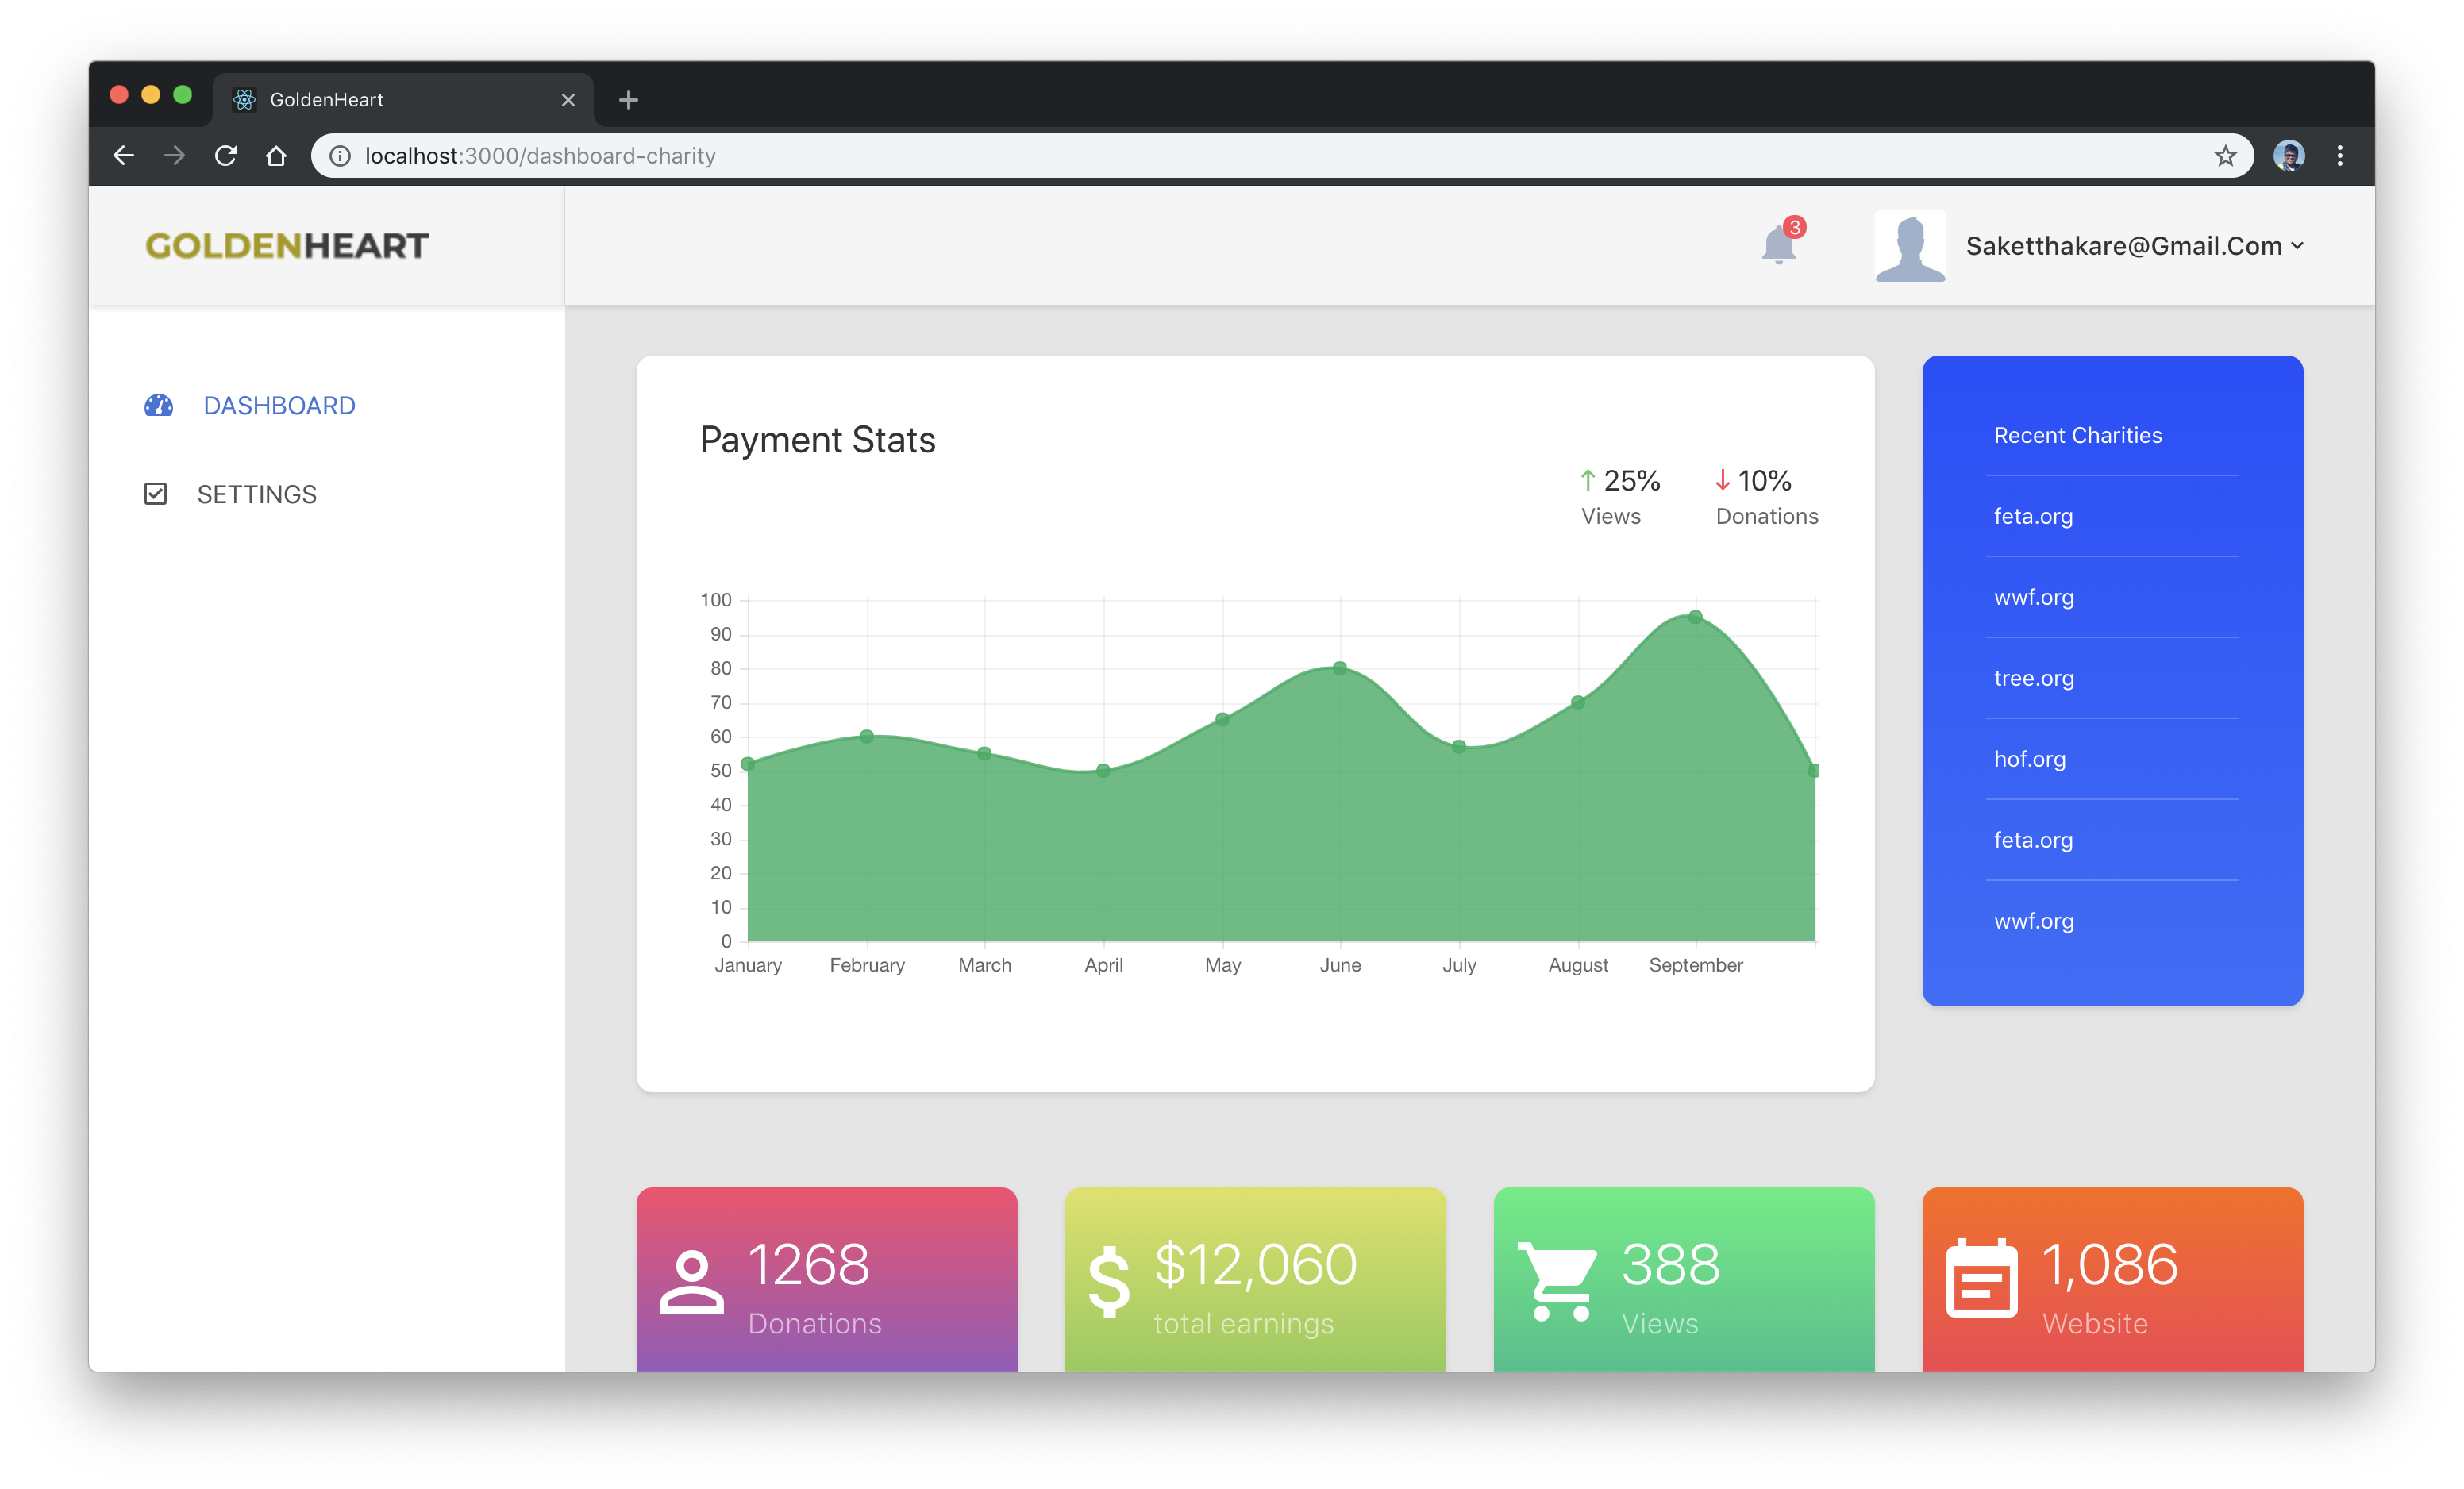 GoldenHeart
localhost:3000/dashboard-charity
GOLDENHEART
3
Saketthakare@Gmail.Com
DASHBOARD
SETTINGS
Payment Stats
25%
Views
10%
Donations
100
90
80
70
60
50
40
30
20
10
0
January February March April May June July August September
Recent Charities
feta.org
wwf.org
tree.org
hof.org
feta.org
wwf.org
1268
Donations
$12,060
total earnings
388
Views
1,086
Website